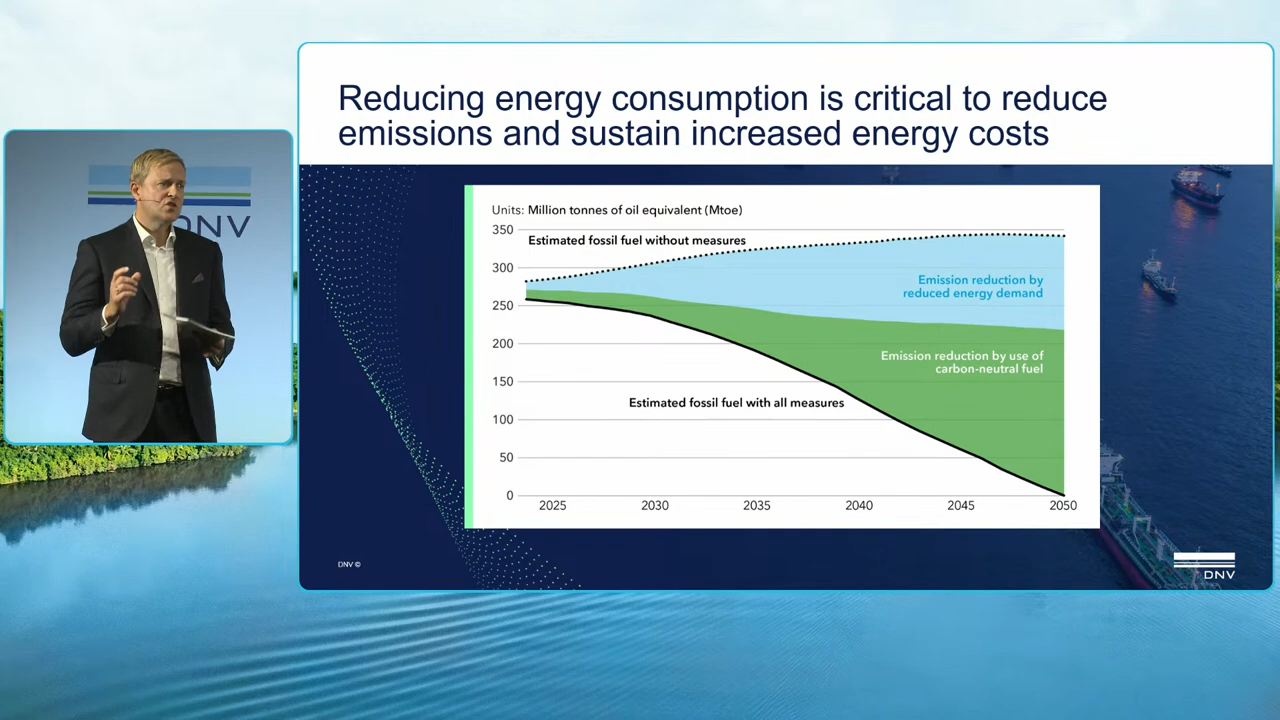 Reducing energy consumption is critical to reduce
emissions and sustain increased energy costs
DNV
Units: Million tonnes of oil equivalent (Mtoe)
350
300
250
200
150
100
50
0
Estimated fossil fuel without measures
Emission reduction by
reduced energy demand
Emission reduction by use of
carbon-neutral fuel
Estimated fossil fuel with all measures
2025
2030
2035
2040
2045
2050
DNV ©
DNV